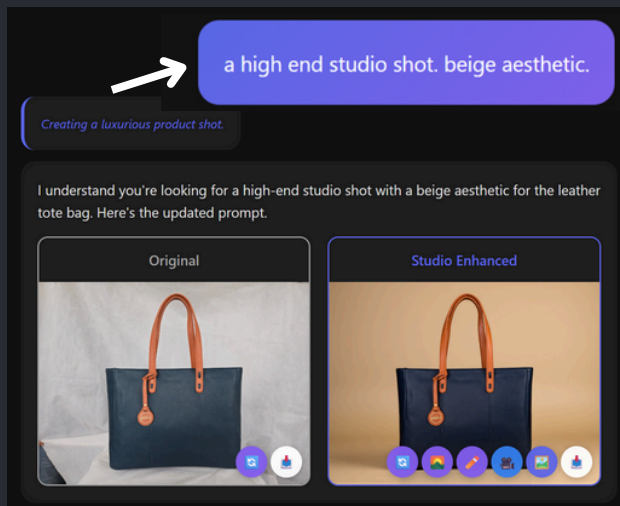 a high end studio shot. beige aesthetic.
Creating a luxurious product shot.
I understand you're looking for a high-end studio shot with a beige aesthetic for the leather
tote bag. Here's the updated prompt.
Original
Studio Enhanced